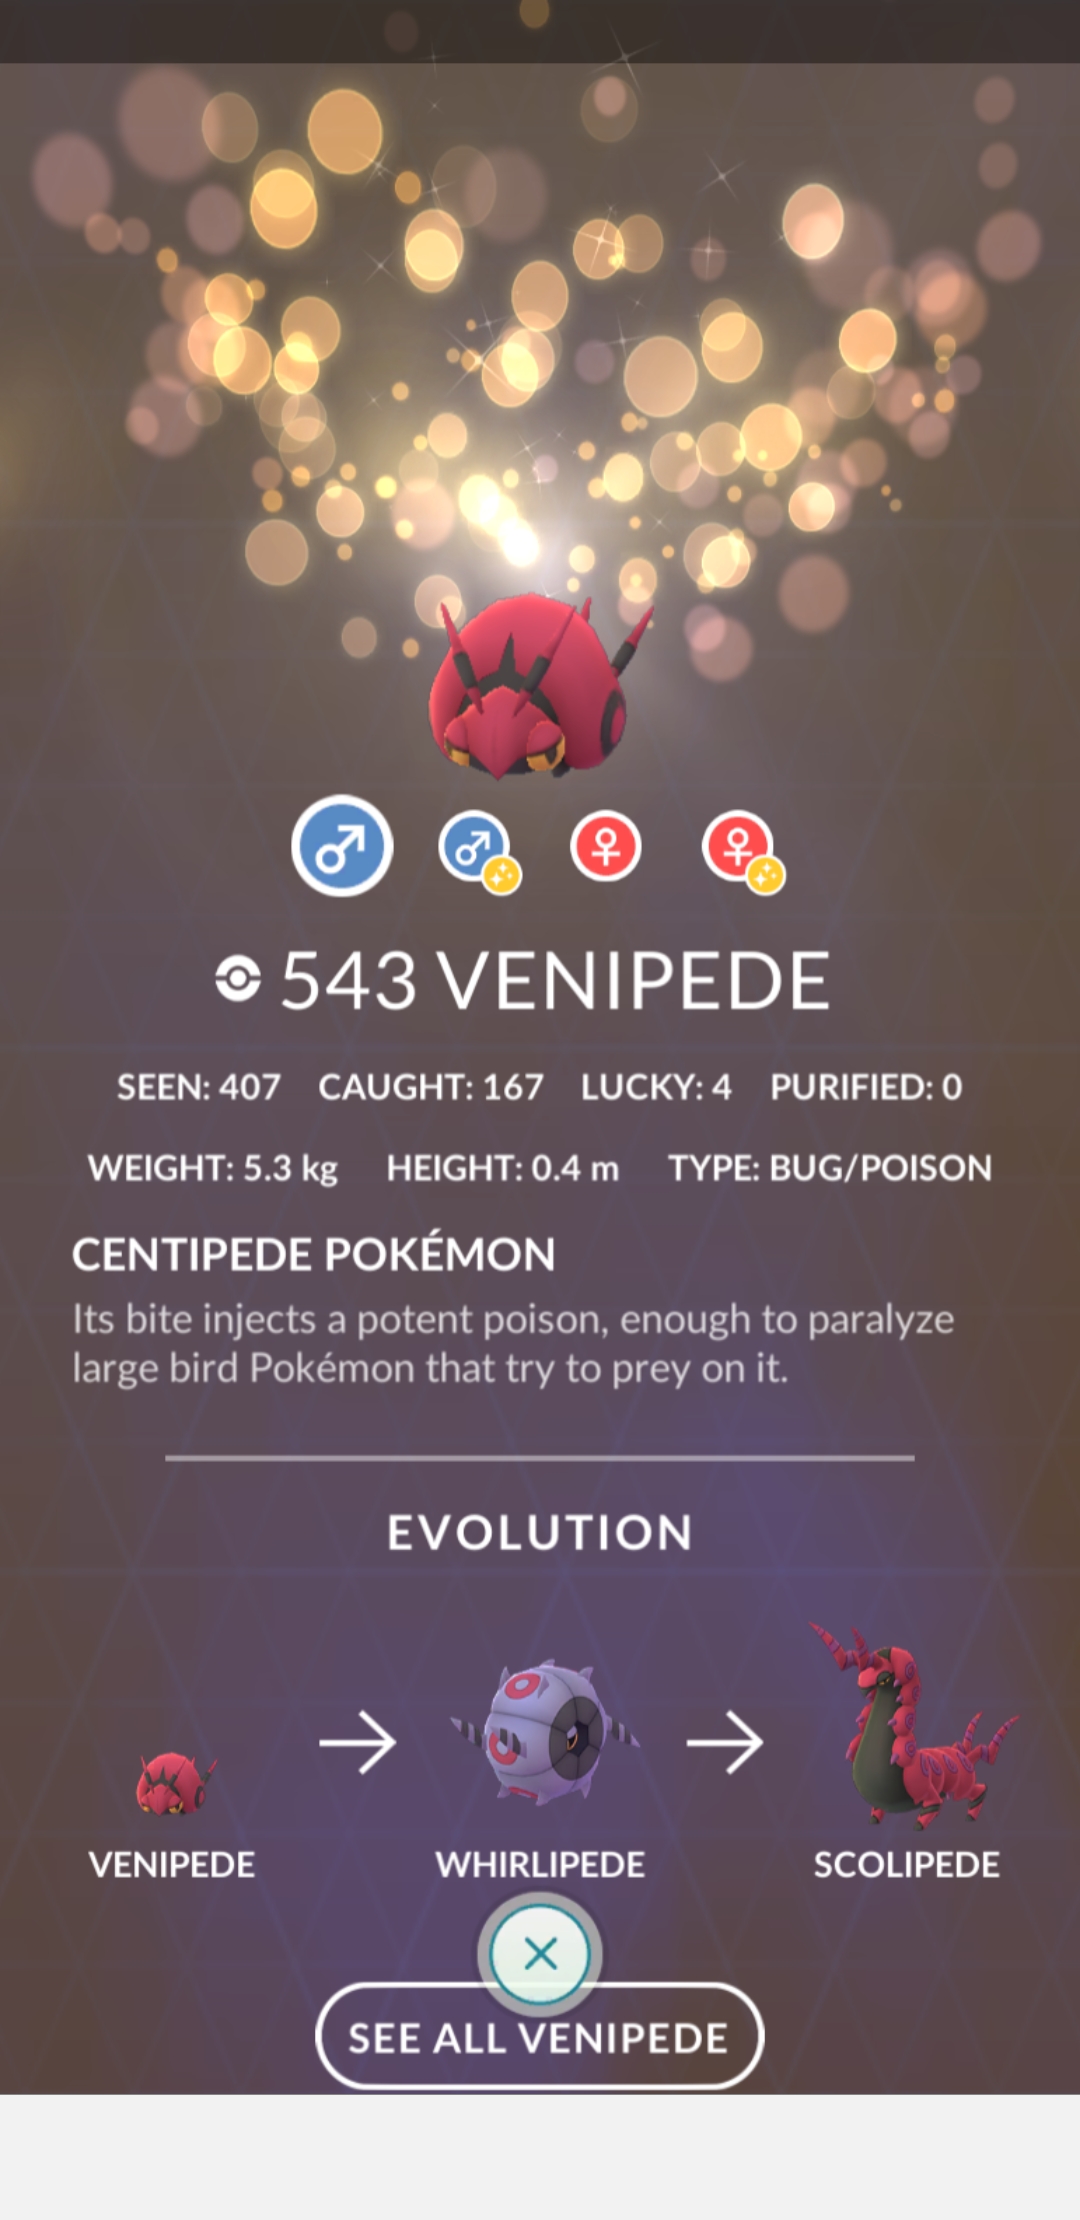 543 VENIPEDE
SEEN: 407 CAUGHT: 167 LUCKY: 4 PURIFIED: 0
WEIGHT: 5.3 kg HEIGHT: 0.4 m TYPE: BUG/POISON
CENTIPEDE POKÉMON
Its bite injects a potent poison, enough to paralyze
large bird Pokémon that try to prey on it.
EVOLUTION
VENIPEDE WHIRLIPEDE SCOLIPEDE
SEE ALL VENIPEDE